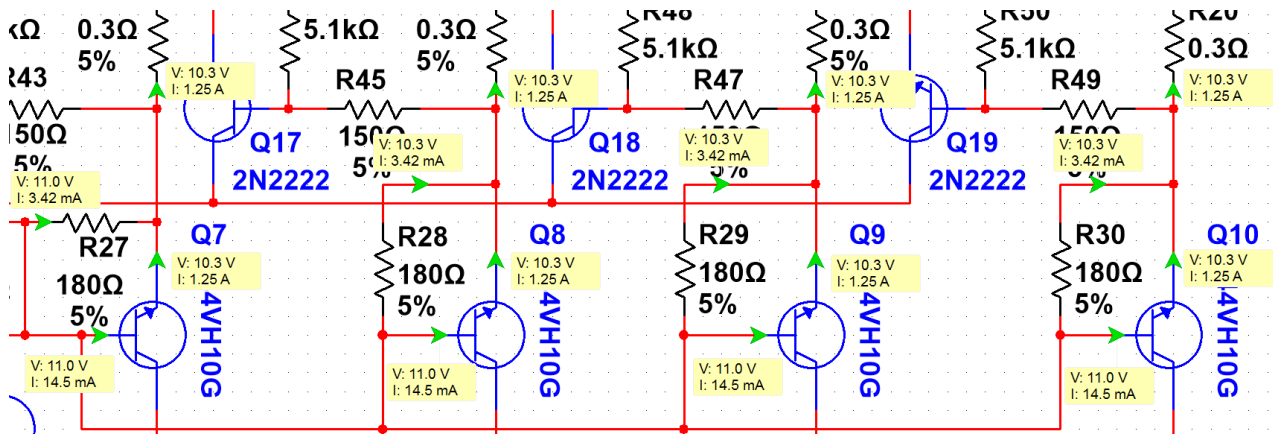 kΩ
0.3Ω
5%
5.1kΩ
0.3Ω
5%
R48
5.1kΩ
0.3Ω
5%
R50
5.1kΩ
R20
0.3Ω
R43
150Ω
5%
V: 10.3 V
I: 1.25 A
R45
150Ω
5%
V: 10.3 V
I: 1.25 A
R47
V: 10.3 V
I: 1.25 A
R49
150Ω
V: 10.3 V
I: 1.25 A
Q17
2N2222
V: 10.3 V
I: 3.42 mA
Q18
2N2222
V: 10.3 V
I: 3.42 mA
5%
Q19
2N2222
V: 10.3 V
I: 3.42 mA
V: 11.0 V
I: 3.42 mA
R27
180Ω
5%
Q7
V: 10.3 V
I: 1.25 A
4VH10G
V: 11.0 V
I: 14.5 mA
R28
180Ω
5%
Q8
V: 10.3 V
I: 1.25 A
4VH10G
V: 11.0 V
I: 14.5 mA
R29
180Ω
5%
Q9
V: 10.3 V
I: 1.25 A
4VH10G
V: 11.0 V
I: 14.5 mA
R30
180Ω
5%
Q10
V: 10.3 V
I: 1.25 A
4VH10G
V: 11.0 V
I: 14.5 mA